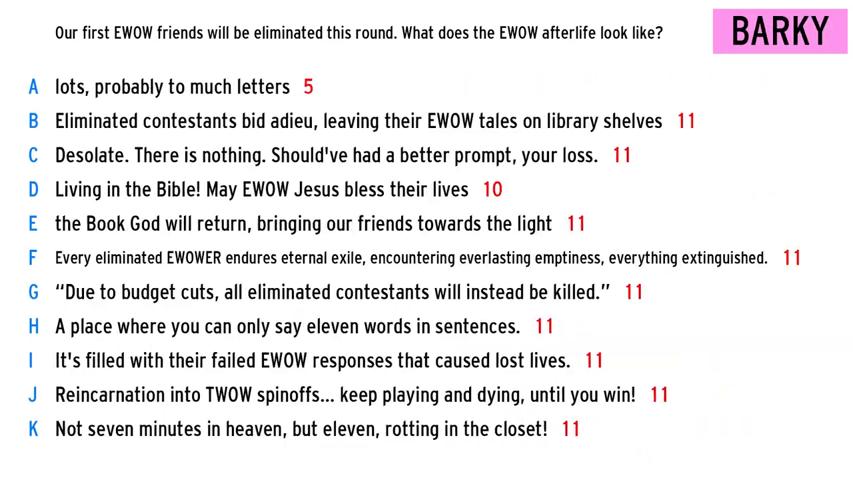 Our first EWOW friends will be eliminated this round. What does the EWOW afterlife look like?
BARKY
A lots, probably to much letters 5
B Eliminated contestants bid adieu, leaving their EWOW tales on library shelves 11
C Desolate. There is nothing. Should've had a better prompt, your loss. 11
D Living in the Bible! May EWOW Jesus bless their lives 10
E the Book God will return, bringing our friends towards the light 11
F Every eliminated EWOWER endures eternal exile, encountering everlasting emptiness, everything extinguished. 11
G “Due to budget cuts, all eliminated contestants will instead be killed.” 11
H A place where you can only say eleven words in sentences. 11
I It's filled with their failed EWOW responses that caused lost lives. 11
J Reincarnation into TWOW spinoffs... keep playing and dying, until you win! 11
K Not seven minutes in heaven, but eleven, rotting in the closet! 11